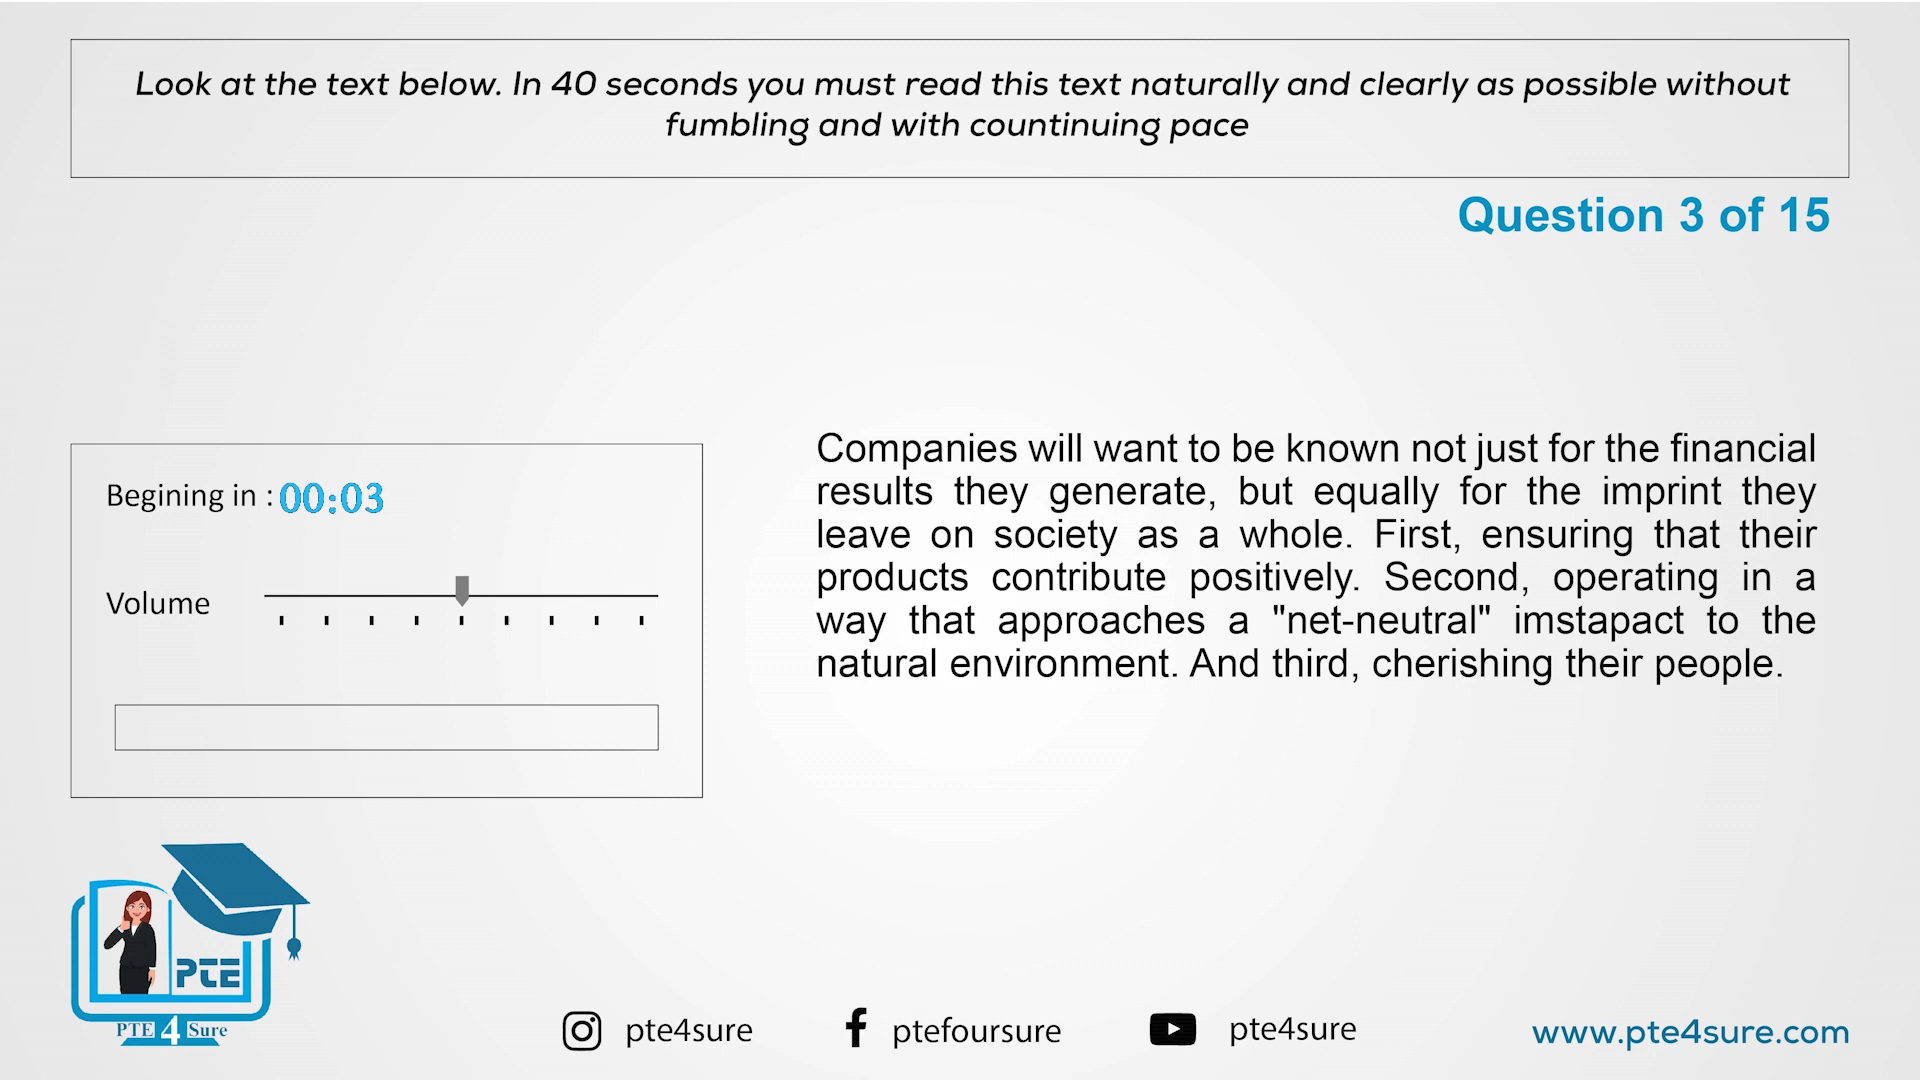 Look at the text below. In 40 seconds you must read this text naturally and clearly as possible without
fumbling and with countinuing pace
Question 3 of 15
Begining in : 00:03
Volume
Companies will want to be known not just for the financial
results they generate, but equally for the imprint they
leave on society as a whole. First, ensuring that their
products contribute positively. Second, operating in a
way that approaches a "net-neutral" imstapact to the
natural environment. And third, cherishing their people.
PTE
PTE 4 Sure
pte4sure
ptefoursure
pte4sure
www.pte4sure.com